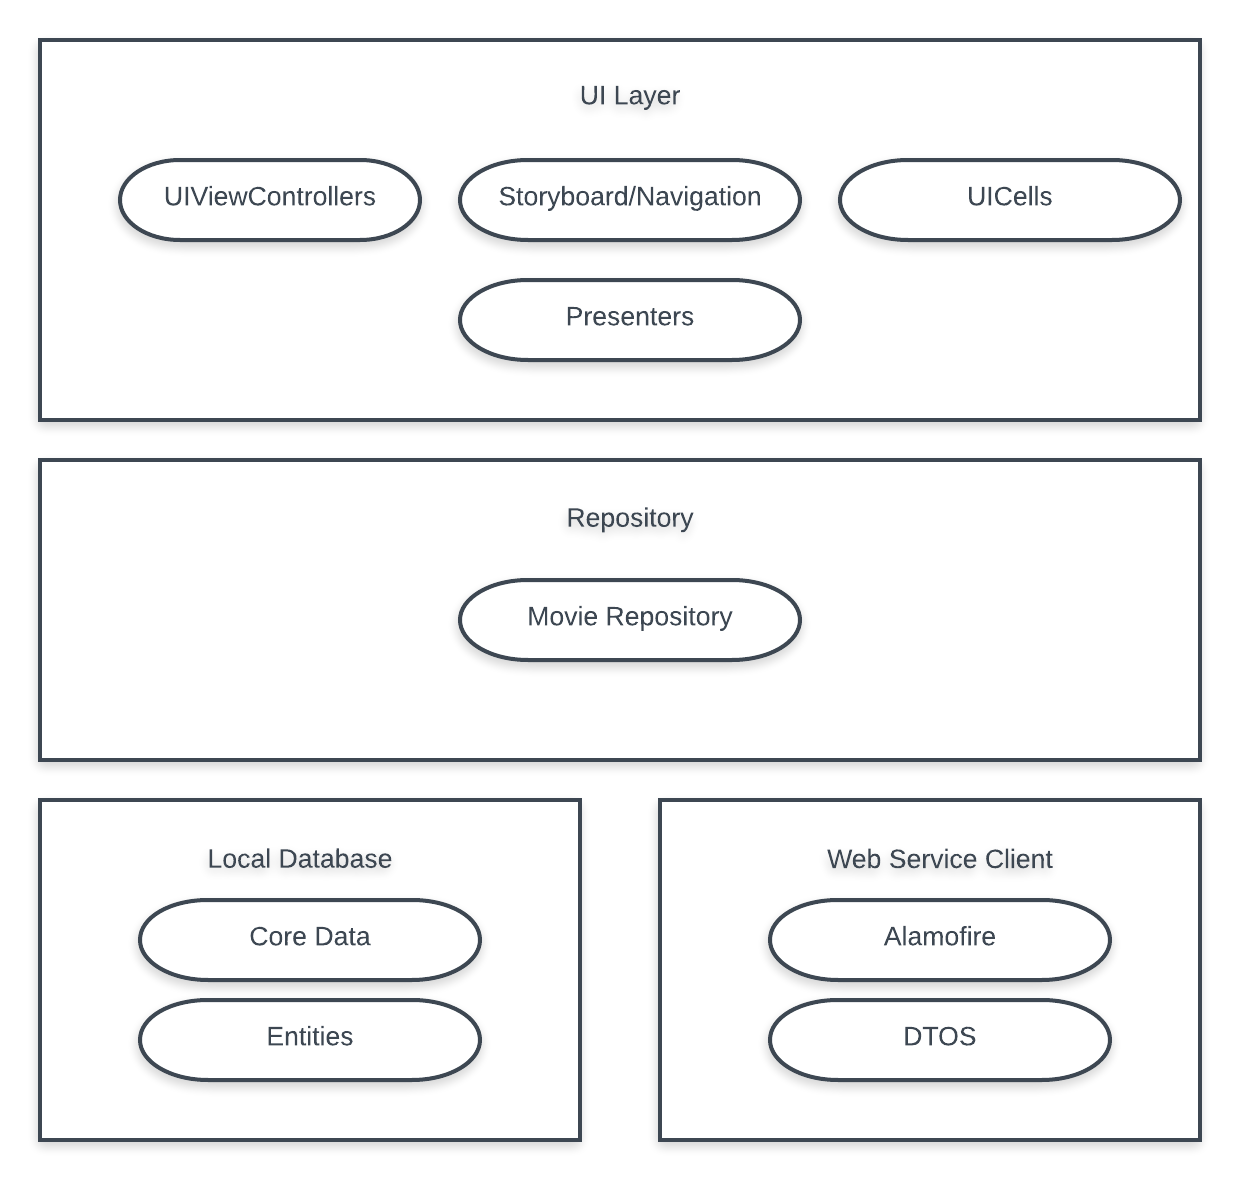 UI Layer
UIViewControllers
Storyboard/Navigation
UICells
Presenters
Repository
Movie Repository
Local Database
Core Data
Entities
Web Service Client
Alamofire
DTOS